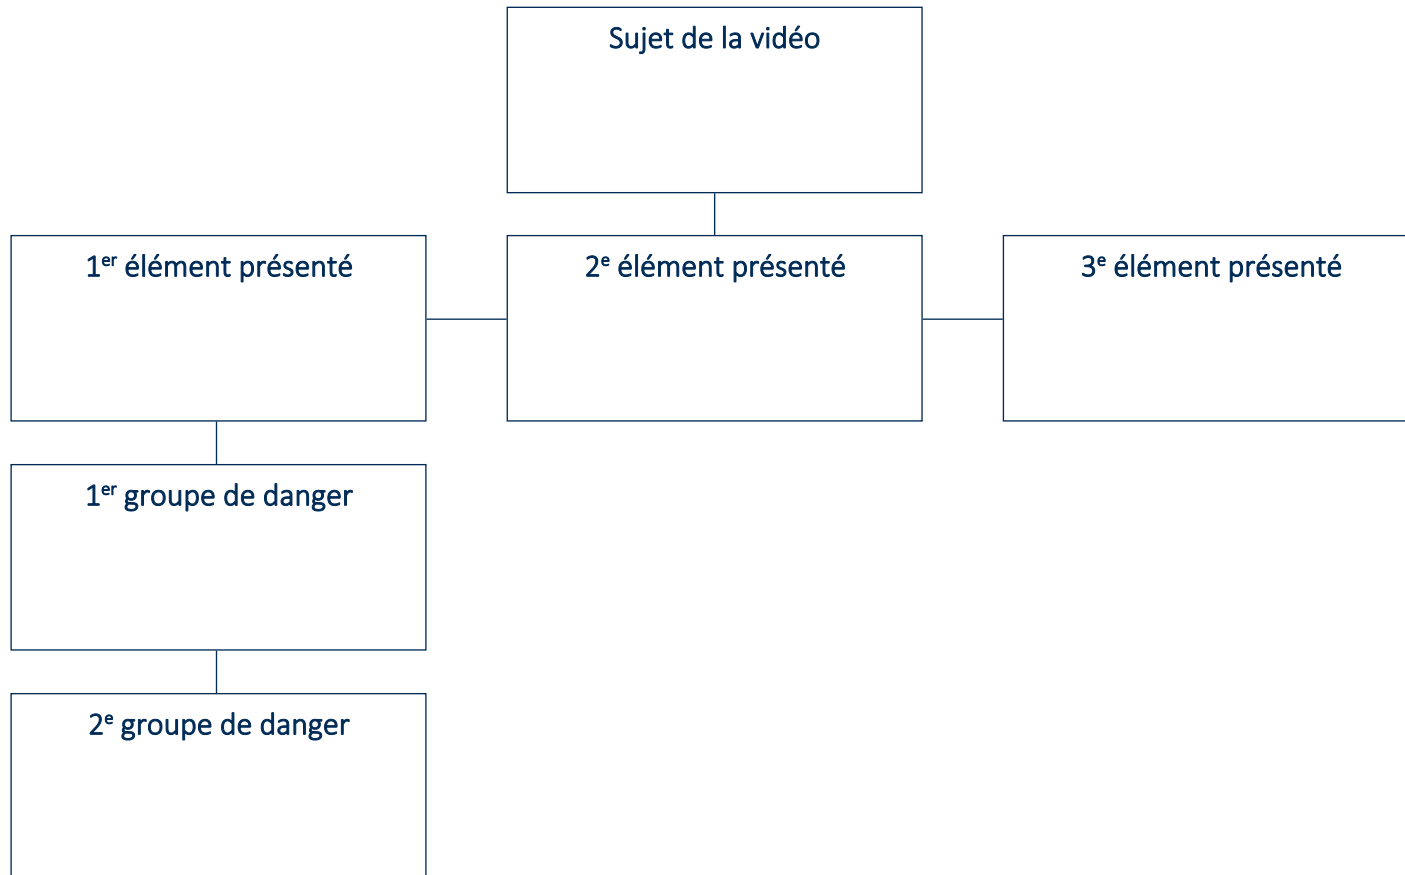 Sujet de la vidéo
1er élément présenté
2e élément présenté
3e élément présenté
1er groupe de danger
2e groupe de danger